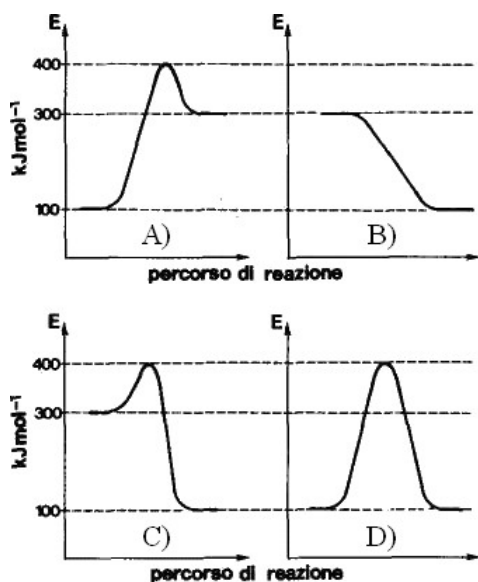 E E
400
300
kJmol⁻¹
100
A) B)
percorso di reazione
E E
400
300
kJmol⁻¹
100
C) D)
percorso di reazione